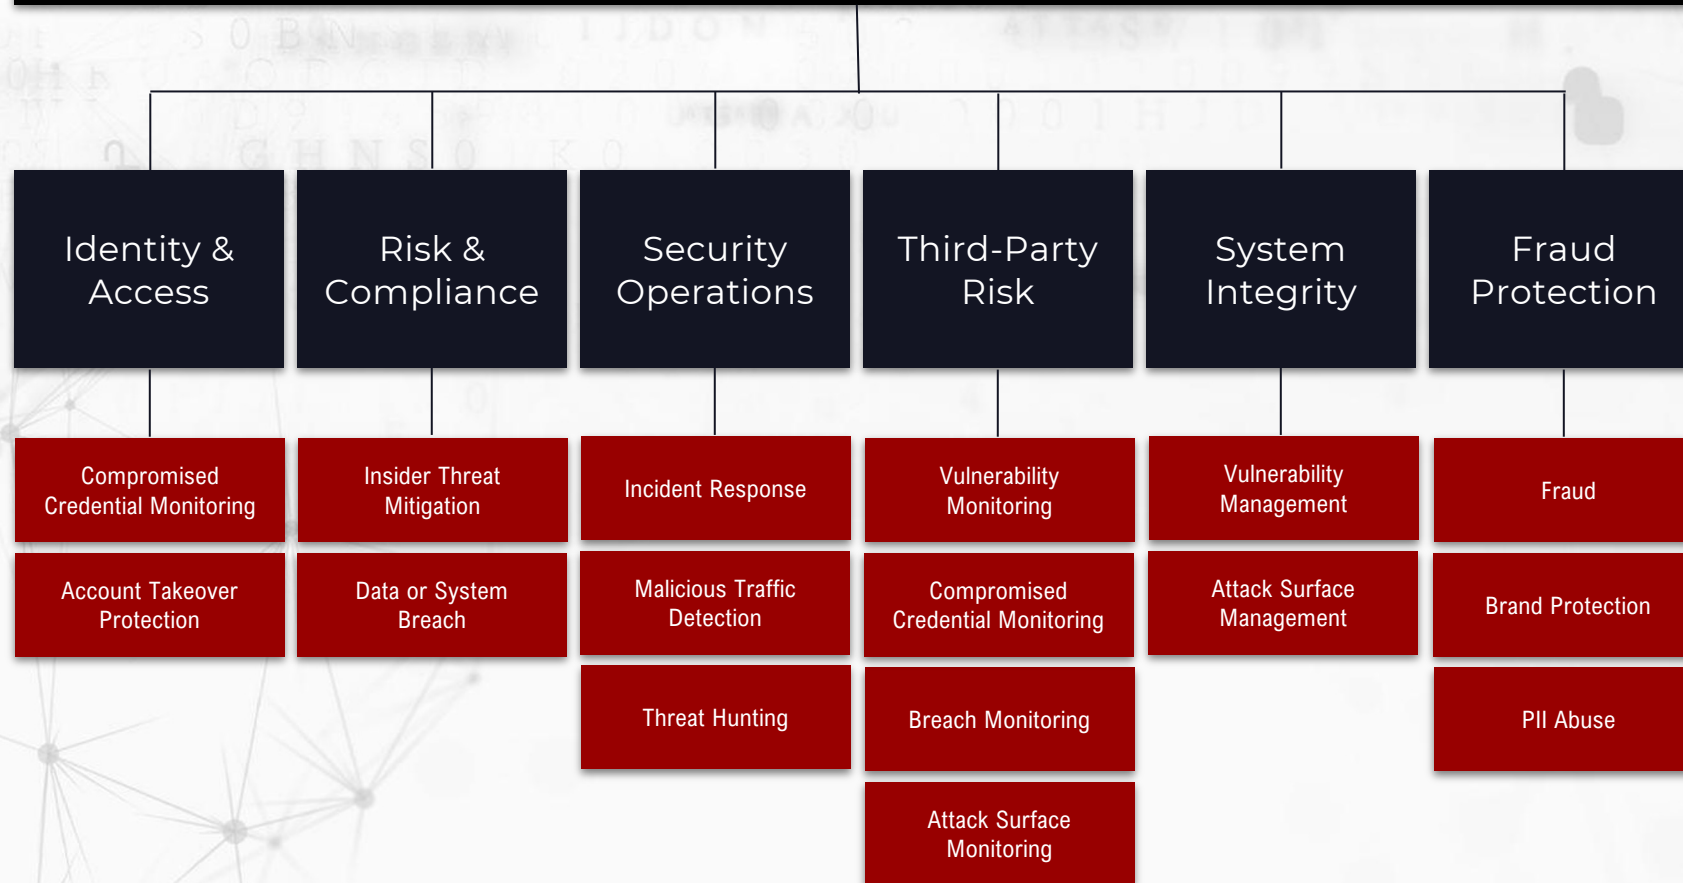 Identity &
Access
Risk &
Compliance
Security
Operations
Third-Party
Risk
System
Integrity
Fraud
Protection
Compromised
Credential Monitoring
Account Takeover
Protection
Insider Threat
Mitigation
Data or System
Breach
Incident Response
Malicious Traffic
Detection
Threat Hunting
Vulnerability
Monitoring
Compromised
Credential Monitoring
Breach Monitoring
Attack Surface
Monitoring
Vulnerability
Management
Attack Surface
Management
Fraud
Brand Protection
PII Abuse